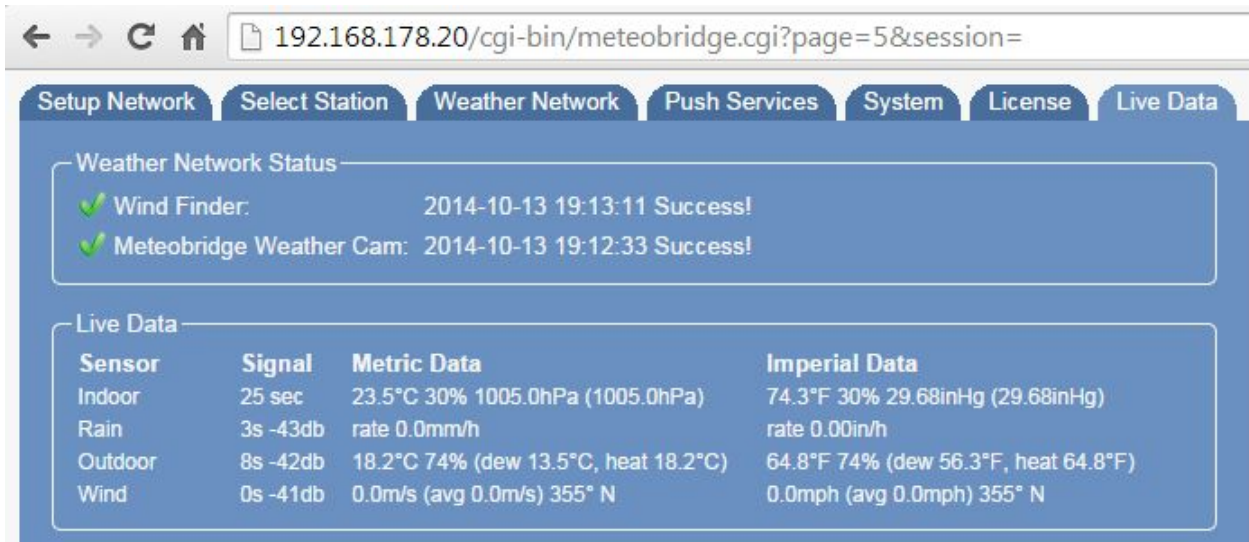 192.168.178.20/cgi-bin/meteobridge.cgi?page=5&session=
Setup Network Select Station Weather Network Push Services System License Live Data
Weather Network Status
Wind Finder: 2014-10-13 19:13:11 Success!
Meteobridge Weather Cam: 2014-10-13 19:12:33 Success!
Live Data
Sensor Signal Metric Data Imperial Data
Indoor 25 sec 23.5°C 30% 1005.0hPa (1005.0hPa) 74.3°F 30% 29.68inHg (29.68inHg)
Rain 3s -43db rate 0.0mm/h rate 0.00in/h
Outdoor 8s -42db 18.2°C 74% (dew 13.5°C, heat 18.2°C) 64.8°F 74% (dew 56.3°F, heat 64.8°F)
Wind 0s -41db 0.0m/s (avg 0.0m/s) 355° N 0.0mph (avg 0.0mph) 355° N